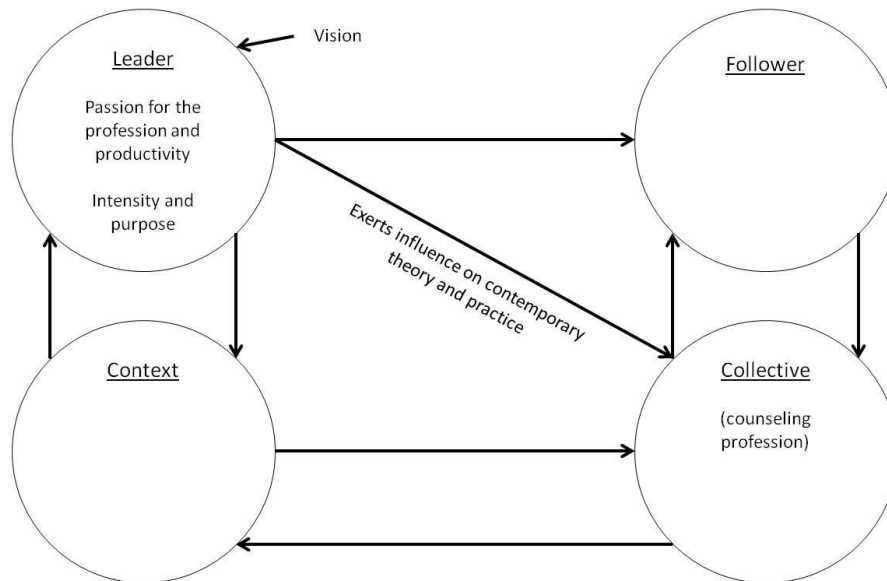 Leader
Passion for the
profession and
productivity
Intensity and
purpose
Vision
Follower
Exerts influence on contemporary
theory and practice
Context
Collective
(counseling
profession)